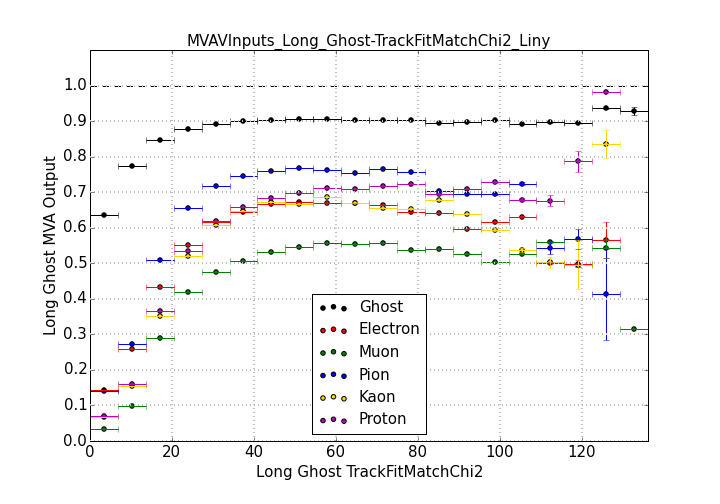 MVAVInputs_Long_Ghost-TrackFitMatchChi2_Liny
Long Ghost MVA Output
1.0
0.9
0.8
0.7
0.6
0.5
0.4
0.3
0.2
0.1
0.0
Ghost
Electron
Muon
Pion
Kaon
Proton
0 20 40 60 80 100 120
Long Ghost TrackFitMatchChi2